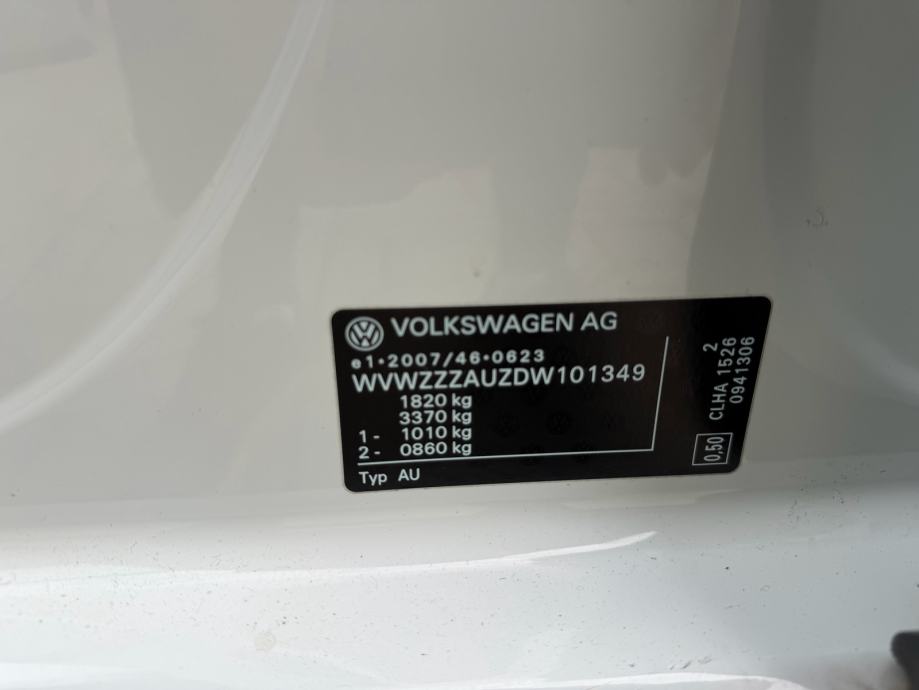 VOLKSWAGEN AG
e1*2007/46*0623
WVWZZZAUZDW101349
1820 kg
3370 kg
1- 1010 kg
2- 0860 kg
Typ AU
2
CLHA 1526
0941306
0,50